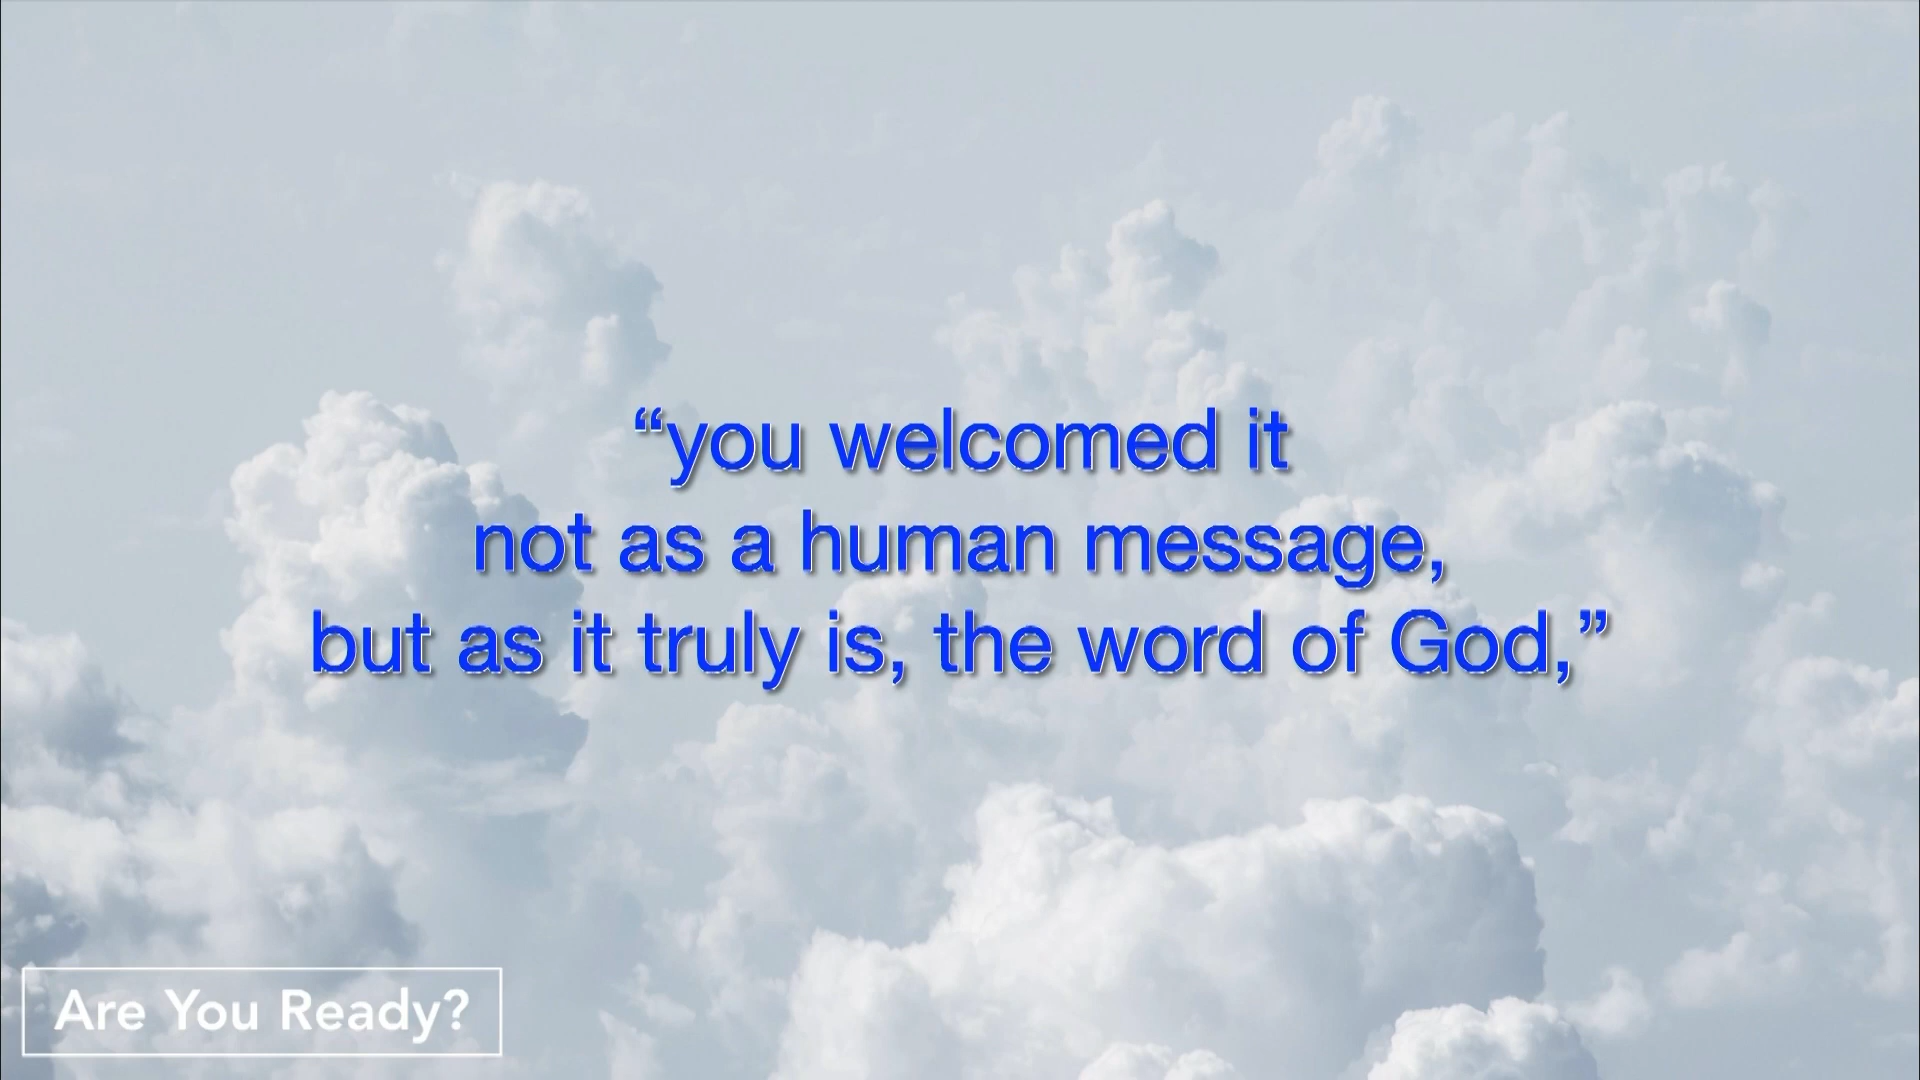 “you welcomed it
not as a human message,
but as it truly is, the word of God,”
Are You Ready?